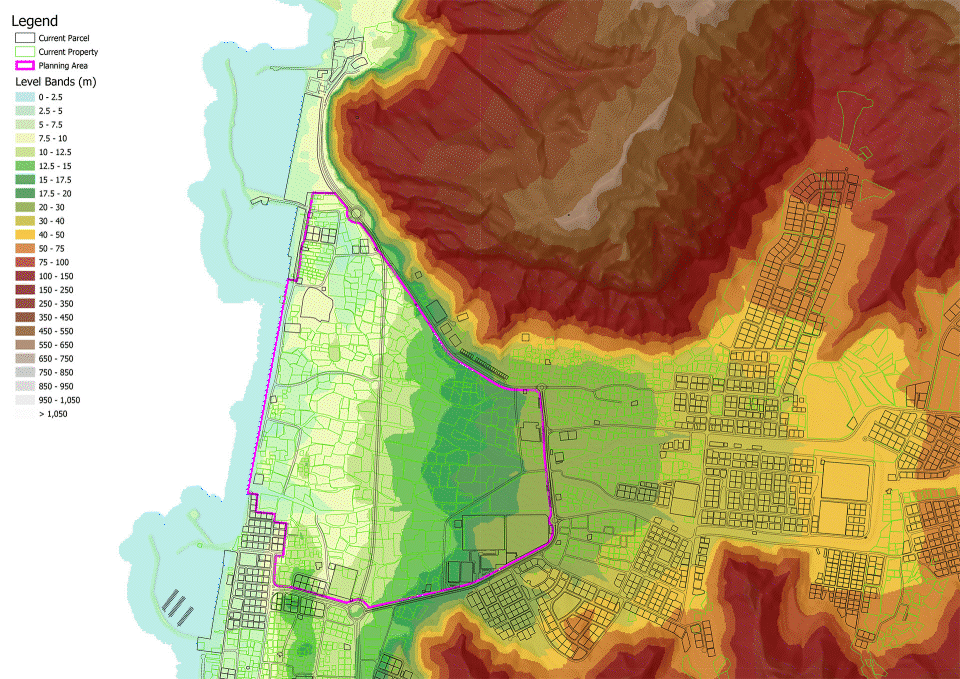 Legend
Current Parcel
Current Property
Planning Area
Level Bands (m)
0 - 2.5
2.5 - 5
5 - 7.5
7.5 - 10
10 - 12.5
12.5 - 15
15 - 17.5
17.5 - 20
20 - 30
30 - 40
40 - 50
50 - 75
75 - 100
100 - 150
150 - 250
250 - 350
350 - 450
450 - 550
550 - 650
650 - 750
750 - 850
850 - 950
950 - 1,050
> 1,050